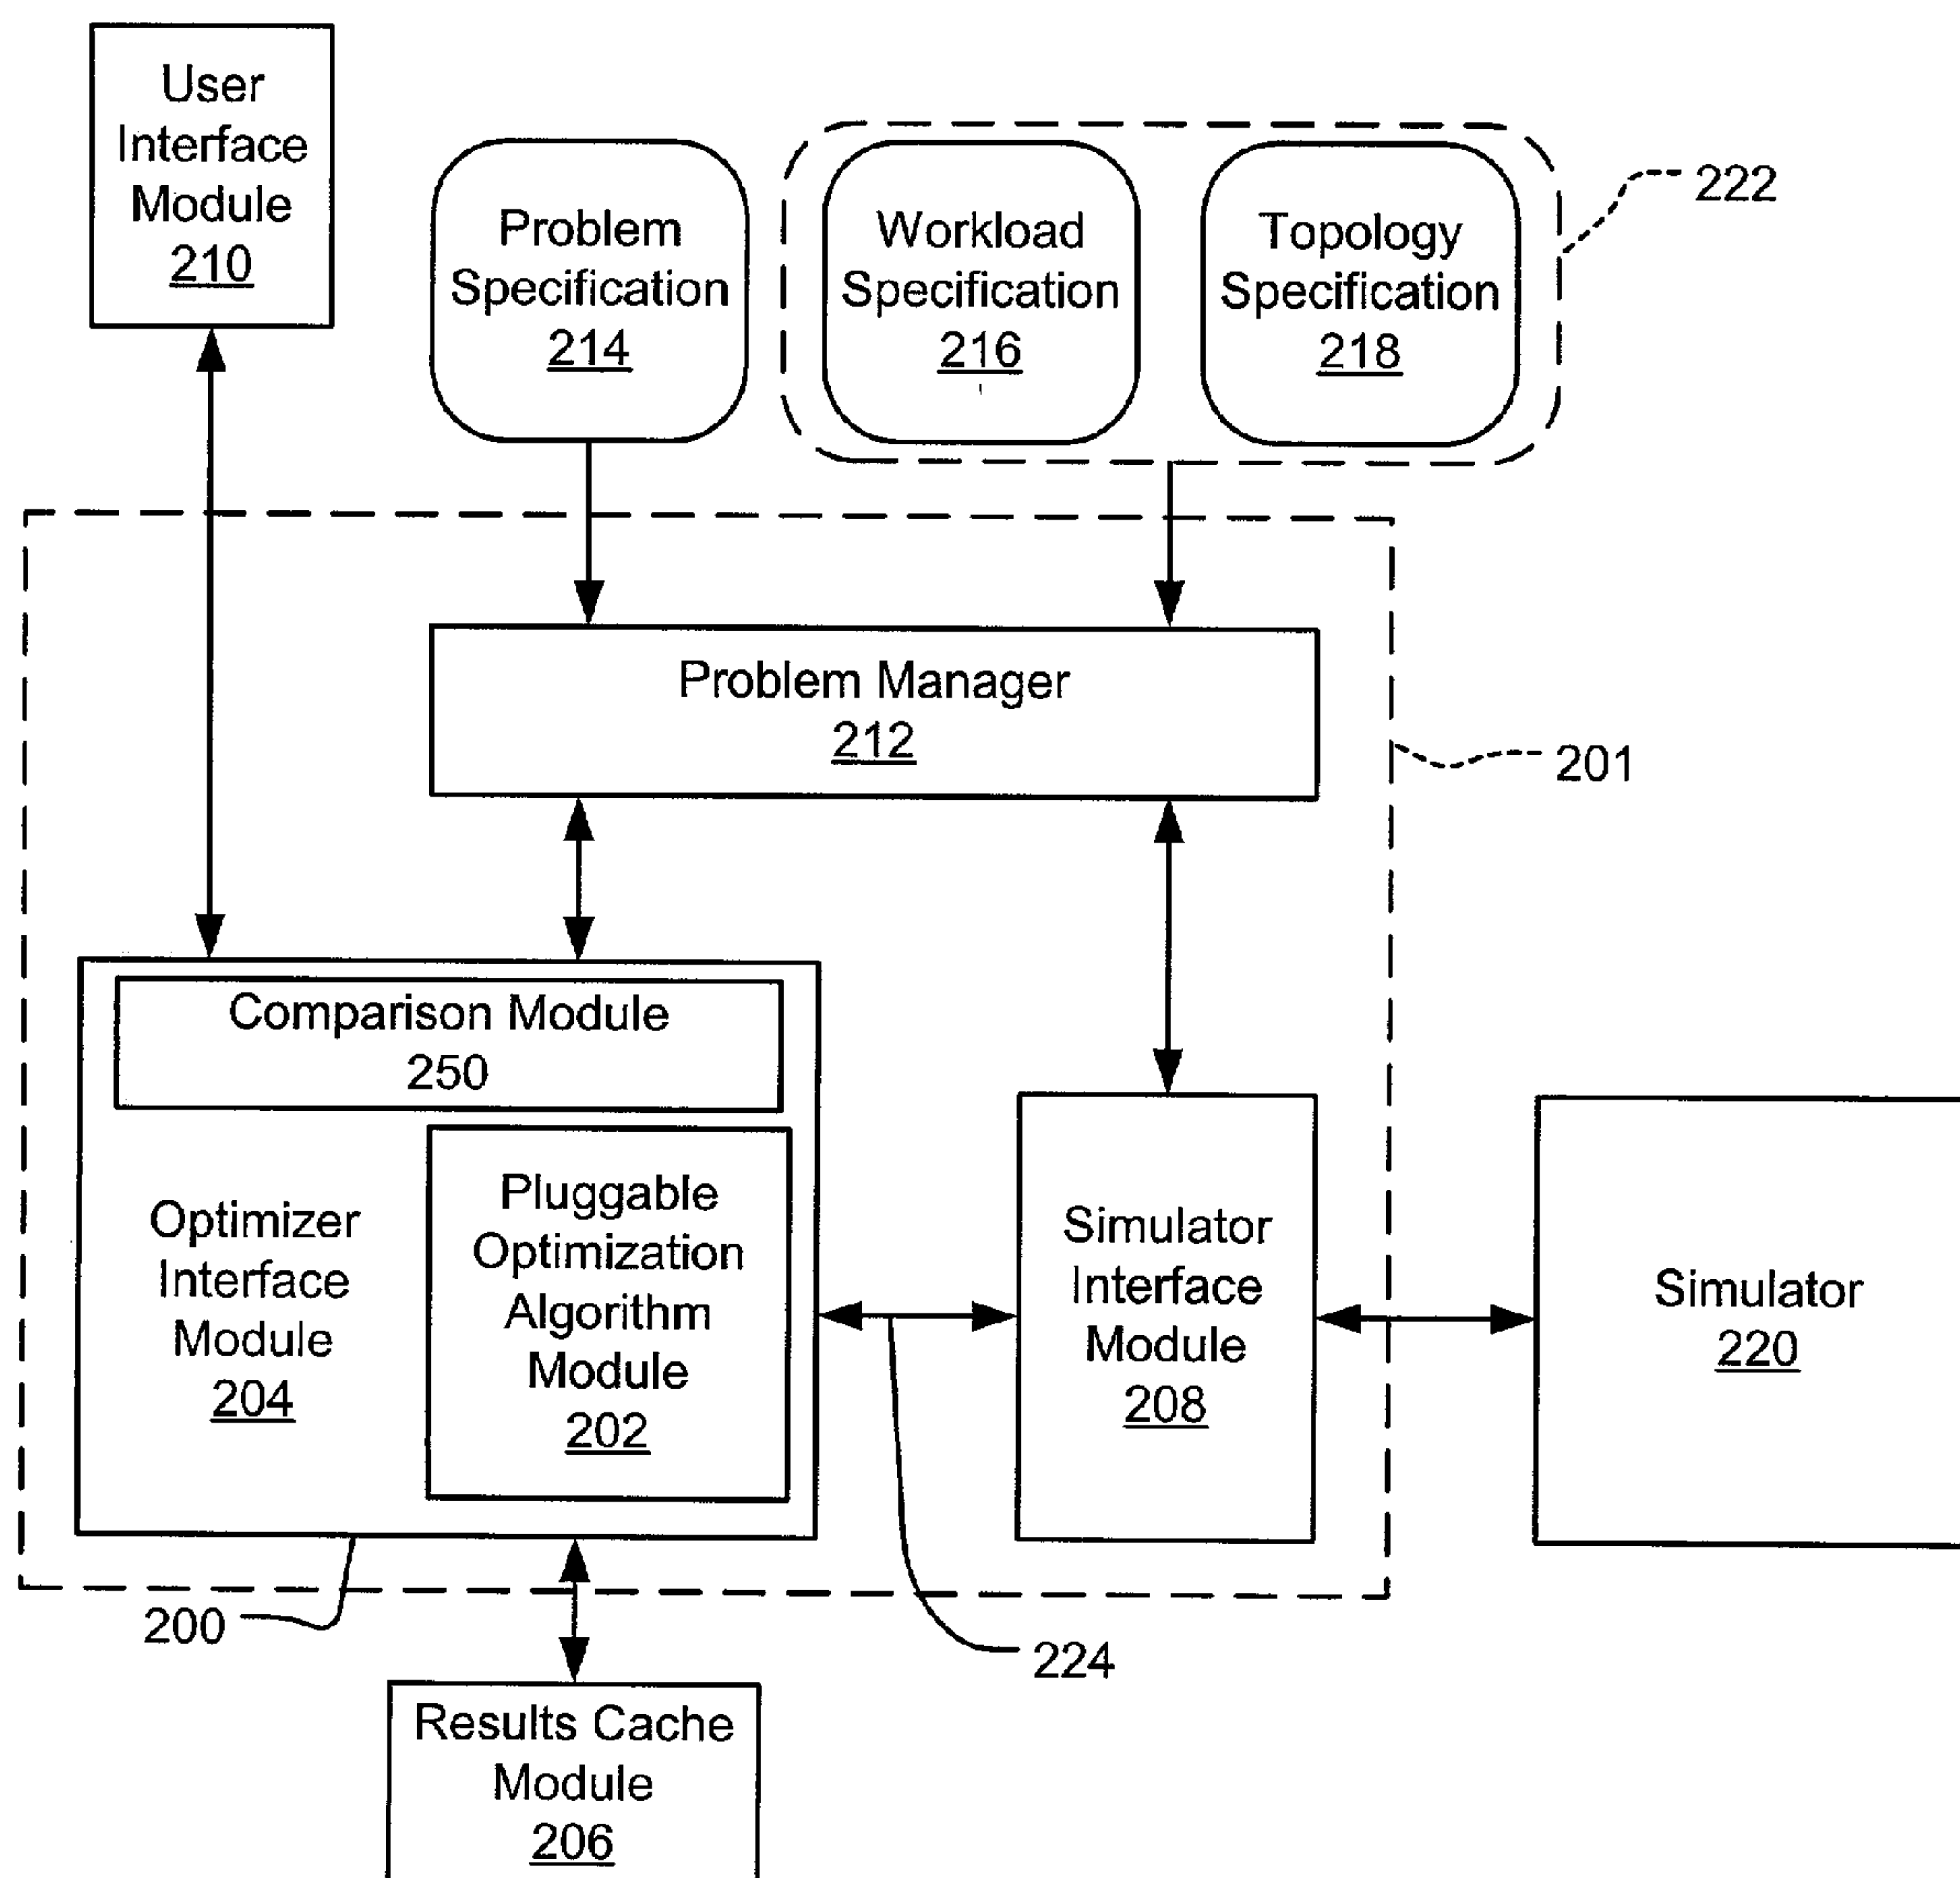 User
Interface
Module
210
Problem
Specification
214
Workload
Specification
216
Topology
Specification
218
222
Problem Manager
212
201
Comparison Module
250
Optimizer
Interface
Module
204
Pluggable
Optimization
Algorithm
Module
202
Simulator
Interface
Module
208
Simulator
220
200
224
Results Cache
Module
206